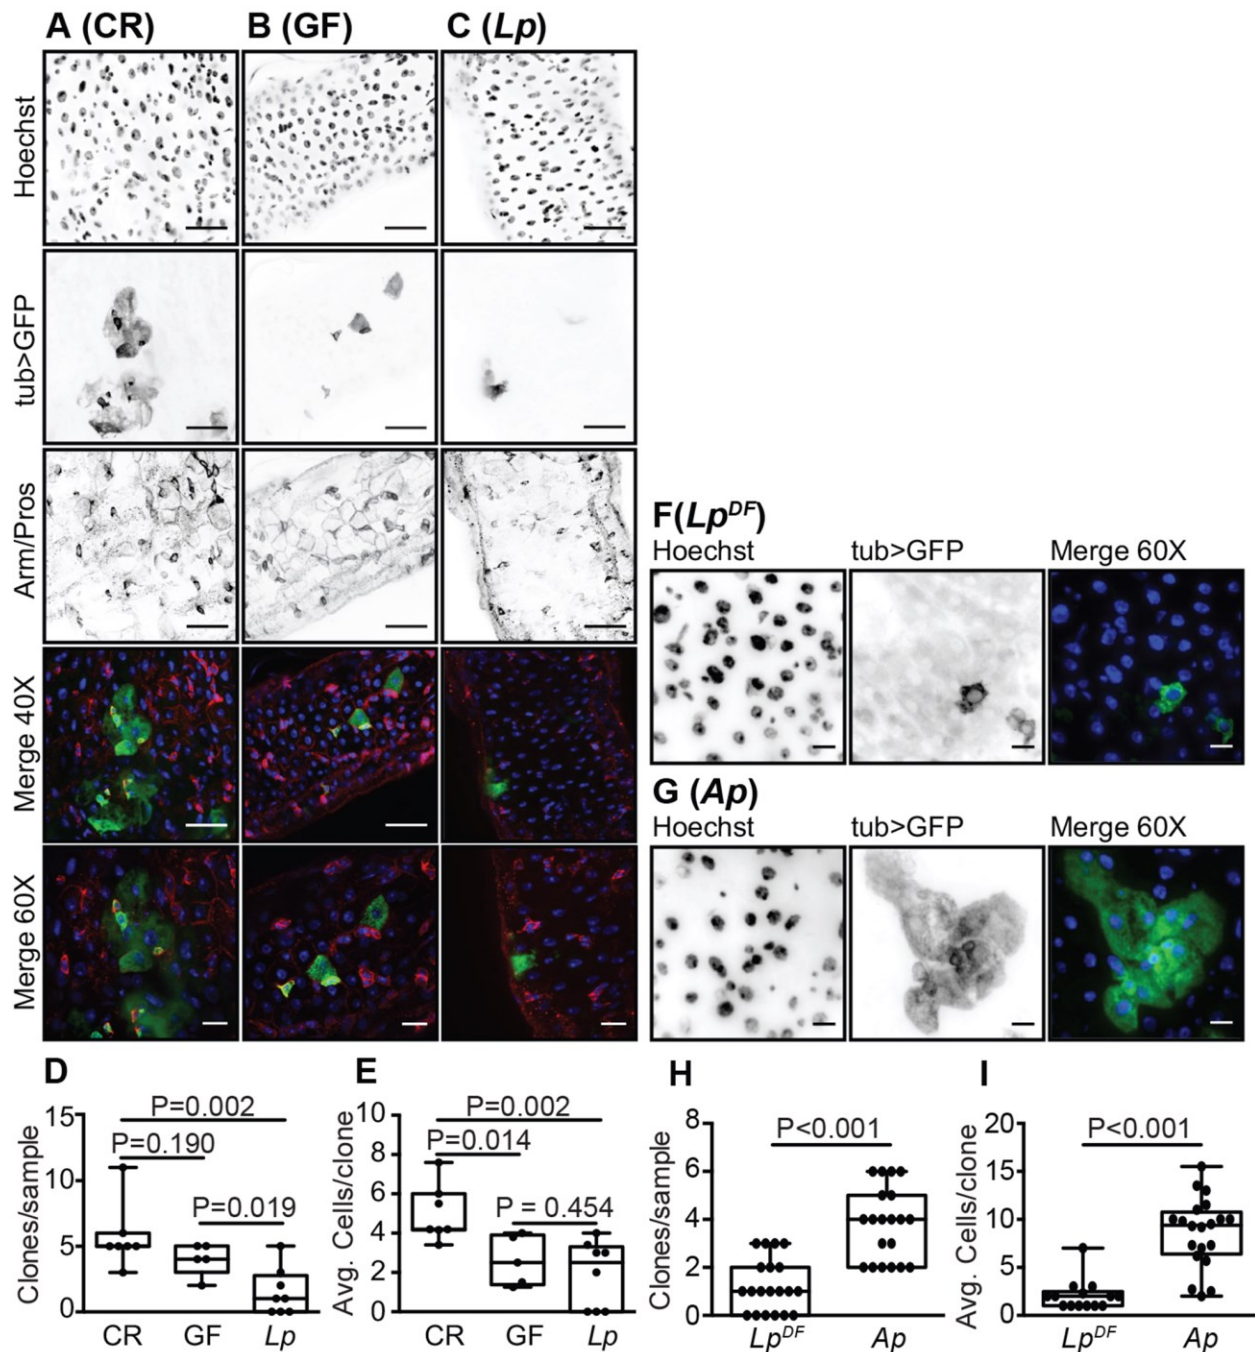 A (CR) B (GF) C (Lp)
Hoechst
tub>GFP
Arm/Pros
Merge 40X
Merge 60X
F(Lp^DF)
Hoechst tub>GFP Merge 60X
G (Ap)
Hoechst tub>GFP Merge 60X
D
P=0.002
P=0.190
P=0.019
Clones/sample
15
10
5
0
CR GF Lp
E
P=0.002
P=0.014
P = 0.454
Avg. Cells/clone
10
8
6
4
2
0
CR GF Lp
H
P<0.001
Clones/sample
8
6
4
2
0
Lp^DF Ap
I
P<0.001
Avg. Cells/clone
20
15
10
5
0
Lp^DF Ap